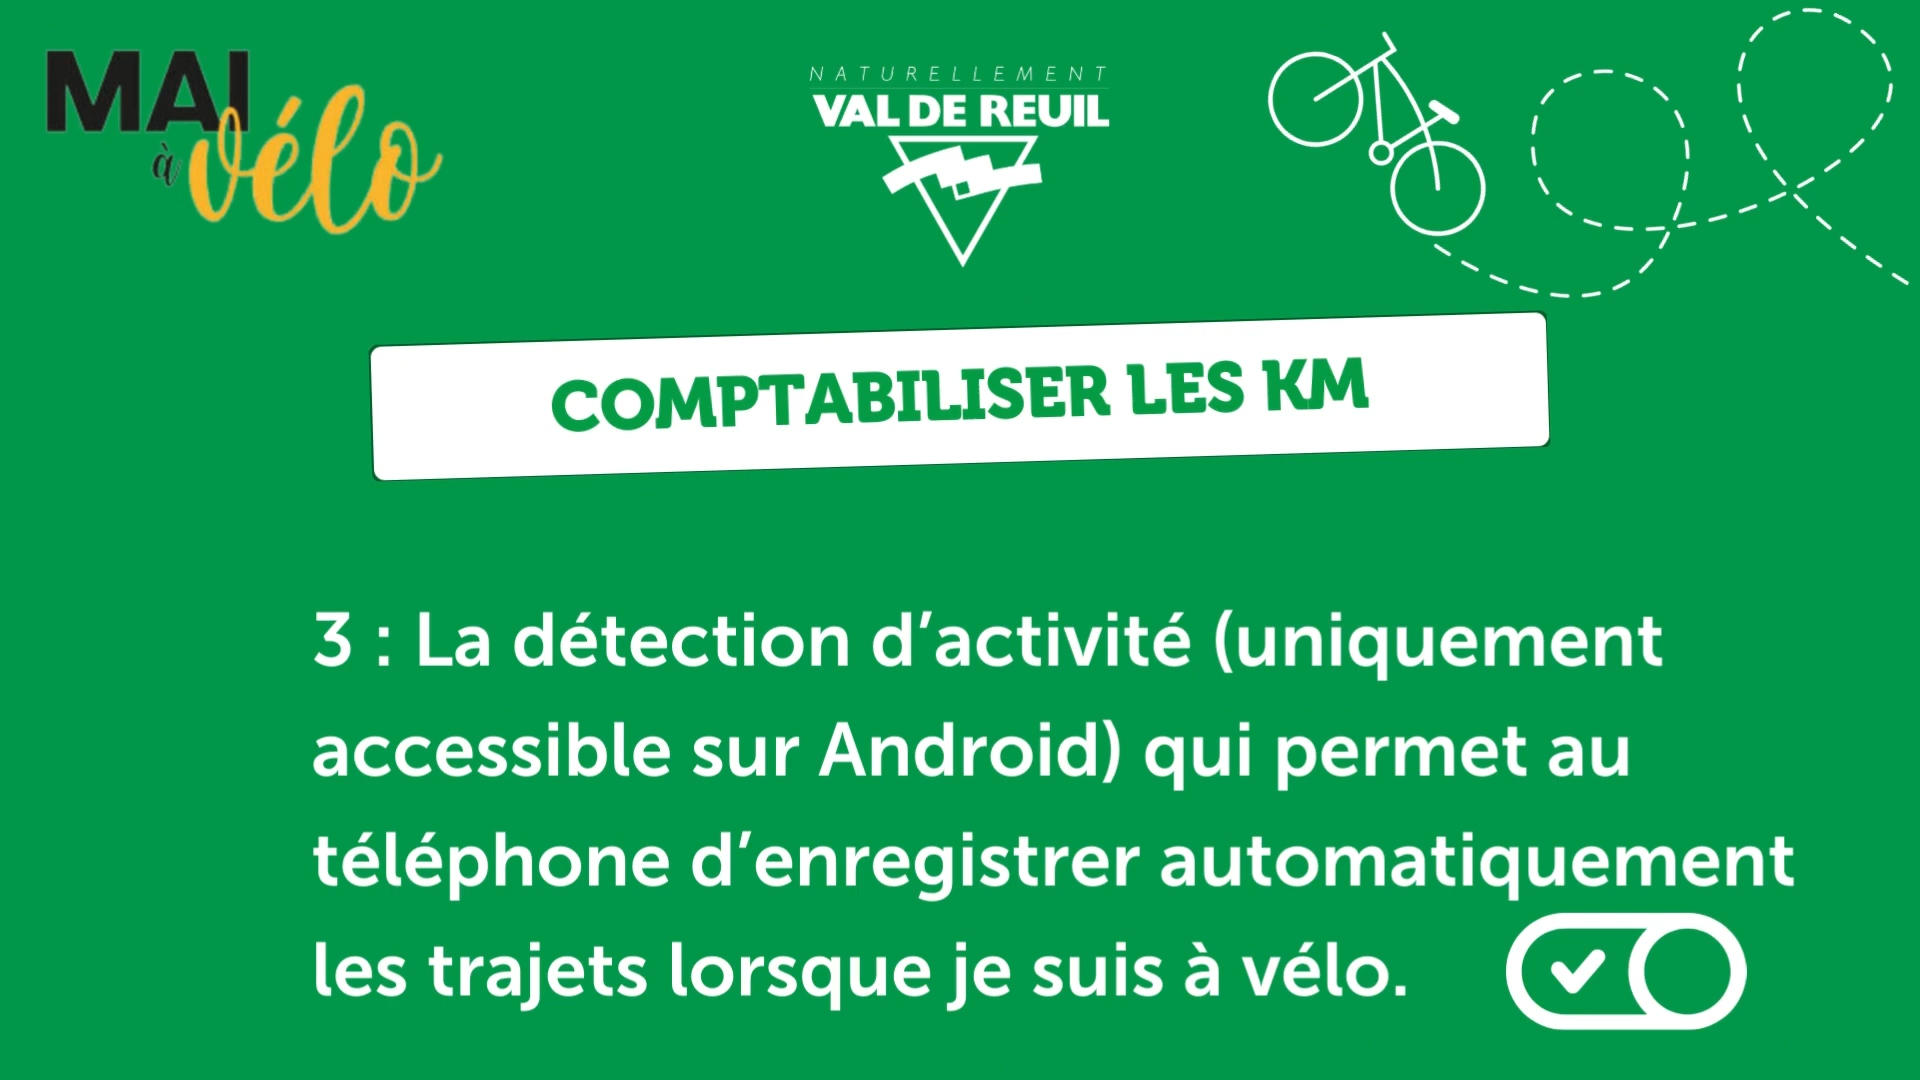 MAI
à vélo
NATURELLEMENT
VAL DE REUIL
COMPTABILISER LES KM
3 : La détection d’activité (uniquement
accessible sur Android) qui permet au
téléphone d’enregistrer automatiquement
les trajets lorsque je suis à vélo.